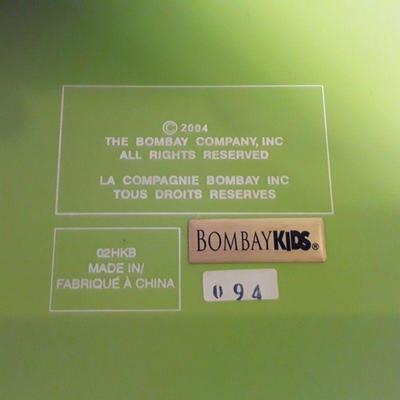 © 2004
THE BOMBAY COMPANY, INC
ALL RIGHTS RESERVED
LA COMPAGNIE BOMBAY INC
TOUS DROITS RESERVES
BOMBAYKIDS®
02HKB
MADE IN/
FABRIQUÉ À CHINA
094